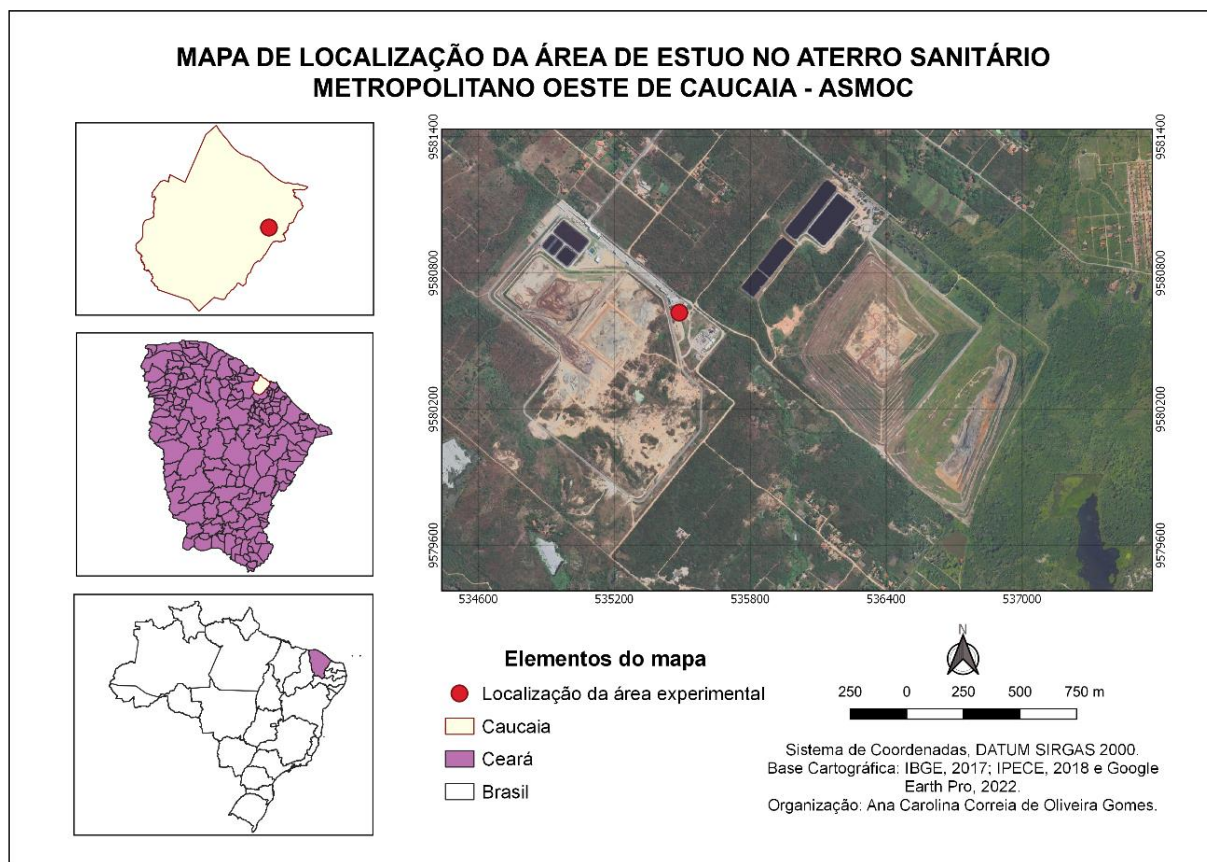 MAPA DE LOCALIZAÇÃO DA ÁREA DE ESTUO NO ATERRO SANITÁRIO
METROPOLITANO OESTE DE CAUCAIA - ASMOC
9581400
9580800
9580200
9579600
9581400
9580800
9580200
9579600
534600
535200
535800
536400
537000
Elementos do mapa
Localização da área experimental
Caucaia
Ceará
Brasil
N
250 0 250 500 750 m
Sistema de Coordenadas, DATUM SIRGAS 2000.
Base Cartográfica: IBGE, 2017; IPECE, 2018 e Google
Earth Pro, 2022.
Organização: Ana Carolina Correia de Oliveira Gomes.